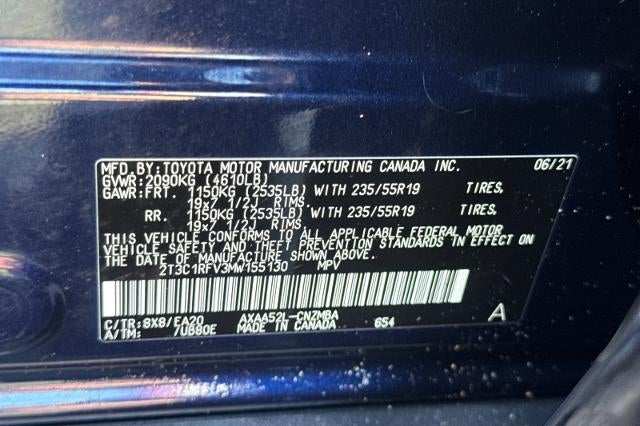 MFD.BY:TOYOTA MOTOR MANUFACTURING CANADA INC. 06/21
GVWR:2090KG (4610LB)
GAWR:FRT. 1150KG (2535LB) WITH 235/55R19 TIRES.
19x7 1/2J RIMS.
RR. 1150KG (2535LB) WITH 235/55R19 TIRES.
19x7 1/2J RIMS.
THIS VEHICLE CONFORMS TO ALL APPLICABLE FEDERAL MOTOR
VEHICLE SAFETY AND THEFT PREVENTION STANDARDS IN EFFECT ON
THE DATE OF MANUFACTURE SHOWN ABOVE.
2T3C1RFV3MW155130 MPV
C/TR:8X8/EA20 AXAA52L-CNZMBA A
A/TM: /UB80E MADE IN CANADA 654